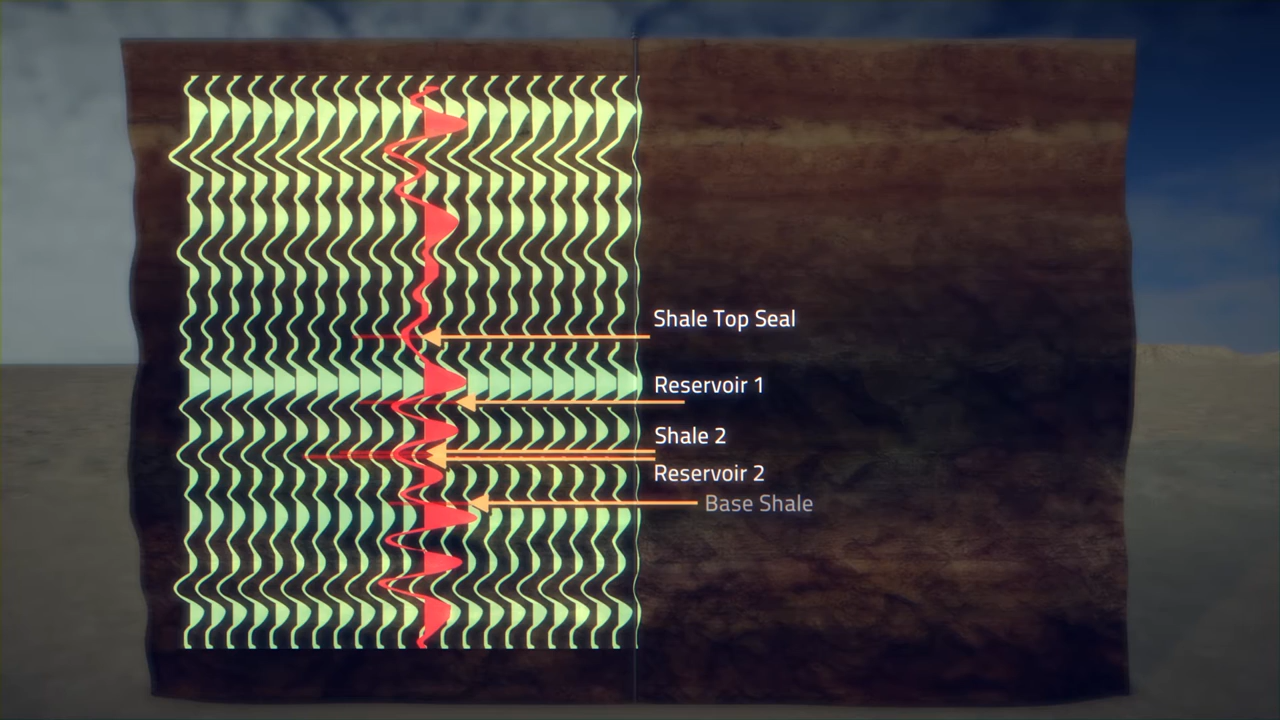 Shale Top Seal
Reservoir 1
Shale 2
Reservoir 2
Base Shale